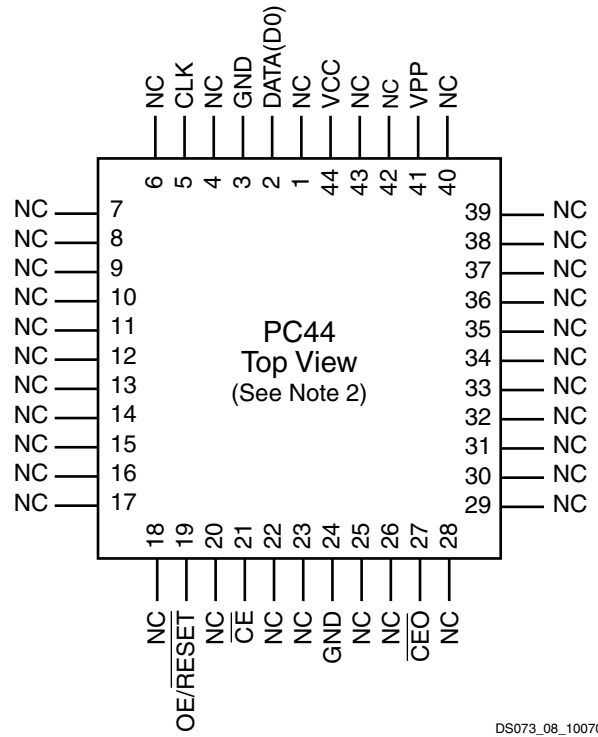 NC CLK NC GND DATA(D0) NC VCC NC NC VPP NC
6 5 4 3 2 1 44 43 42 41 40
NC 7 39 NC
NC 8 38 NC
NC 9 37 NC
NC 10 36 NC
NC 11 35 NC
NC 12 34 NC
NC 13 33 NC
NC 14 32 NC
NC 15 31 NC
NC 16 30 NC
NC 17 29 NC
PC44
Top View
(See Note 2)
18 19 20 21 22 23 24 25 26 27 28
NC OE/RESET NC CE NC NC GND NC NC CEO NC